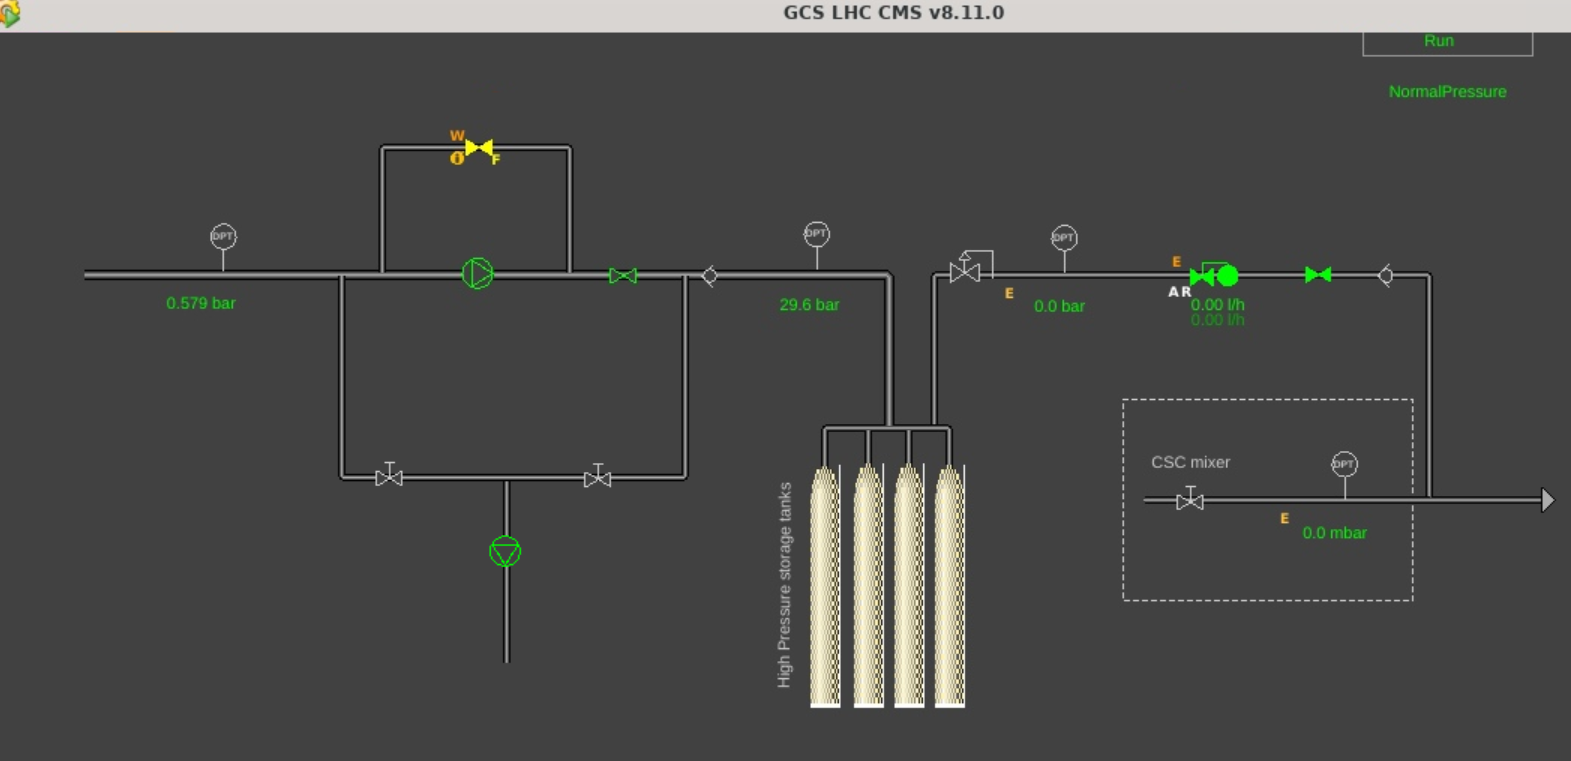 GCS LHC CMS v8.11.0
Run
NormalPressure
W
F
DPT
DPT
DPT
0.579 bar
29.6 bar
E
0.0 bar
E
A R
0.00 l/h
0.00 l/h
CSC mixer
DPT
E
0.0 mbar
High Pressure storage tanks